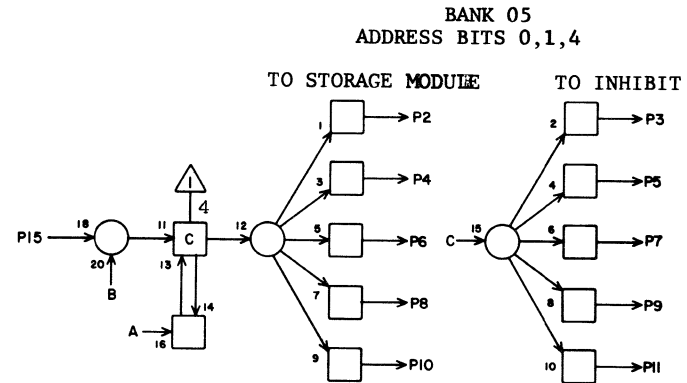 BANK 05
ADDRESS BITS 0,1,4
TO STORAGE MODULE TO INHIBIT
1 P2 2 P3
3 P4 4 P5
1
4
P15 18 11 C 12 5 P6 C 15 6 P7
20 13
B 14 7 P8 8 P9
A 16
9 P10 10 P11